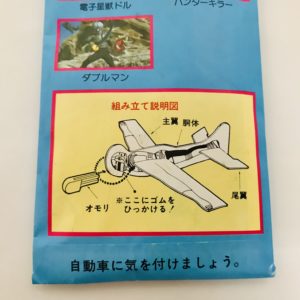 電子星獣ドル
ハンターキラー
ダブルマン
組み立て説明図
主翼
胴体
オモリ
※ここにゴムを
ひっかける！
尾翼
自動車に気を付けましょう。